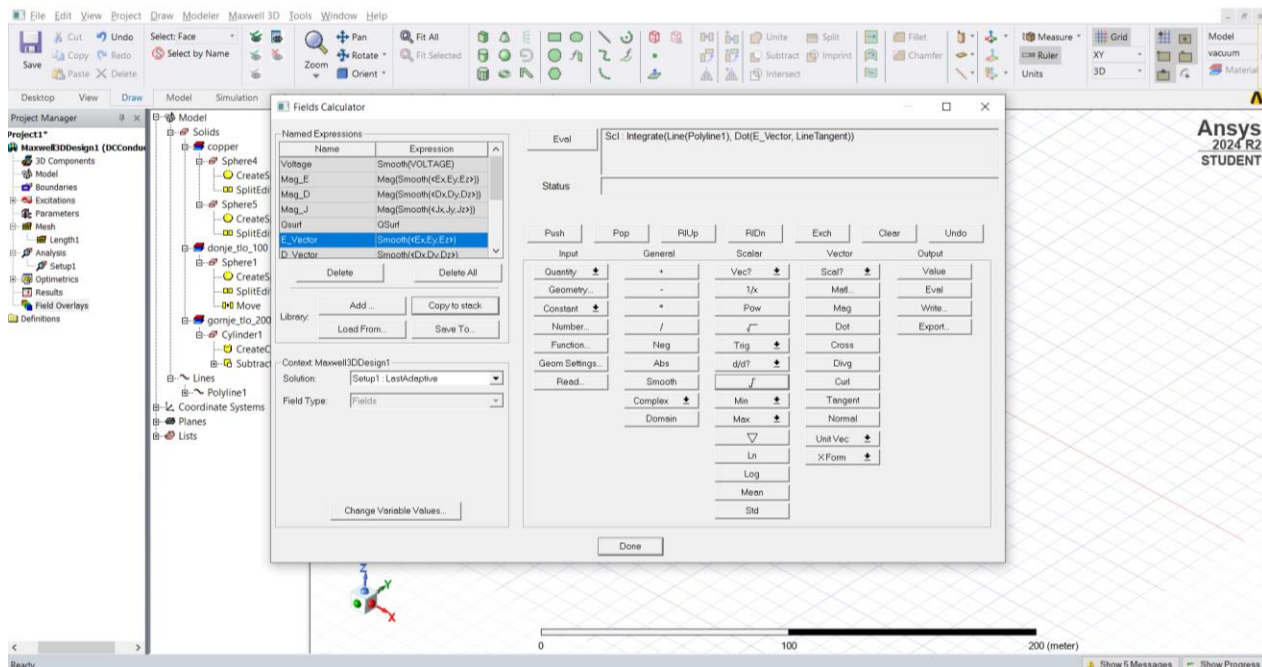 File Edit View Project Draw Modeler Maxwell 3D Tools Window Help
Save
Cut Undo
Copy Redo
Paste Delete
Select: Face
Select by Name
Zoom
Pan
Rotate
Orient
Fit All
Fit Selected
Unite Split
Subtract Imprint
Intersect
Fillet
Chamfer
Measure
Ruler
Units
Grid
XY
3D
Model
vacuum
Material
Desktop View Draw Model Simulation
Project Manager
Project1*
Maxwell3DDesign1 (DCCondu
3D Components
Model
Boundaries
Excitations
Parameters
Mesh
Length1
Analysis
Setup1
Optimetrics
Results
Field Overlays
Definitions
Model
Solids
copper
Sphere4
CreateS
SplitEdi
Sphere5
CreateS
SplitEdi
donje_tlo_100
Sphere1
CreateS
SplitEdi
Move
gornje_tlo_200
Cylinder1
CreateC
Subtract
Lines
Polyline1
Coordinate Systems
Planes
Lists
Fields Calculator
Named Expressions
Name Expression
Voltage Smooth(VOLTAGE)
Mag_E Mag(Smooth(<Ex,Ey,Ez>))
Mag_D Mag(Smooth(<Dx,Dy,Dz>))
Mag_J Mag(Smooth(<Jx,Jy,Jz>))
Qsurf QSurf
E_Vector Smooth(<Ex,Ey,Ez>)
D_Vector Smooth(<Dx,Dy,Dz>)
Delete Delete All
Library:
Add ... Copy to stack
Load From... Save To...
Context: Maxwell3DDesign1
Solution: Setup1 : LastAdaptive
Field Type: Fields
Change Variable Values...
Eval
Scl : Integrate(Line(Polyline1), Dot(E_Vector, LineTangent))
Status
Push Pop RlUp RlDn Exch Clear Undo
Input General Scalar Vector Output
Quantity + Vec? Scal? Value
Geometry... - 1/x Matl... Eval
Constant * Pow Mag Write...
Number... / √ Dot Export...
Function... Neg Trig Cross
Geom Settings... Abs d/d? Divg
Read... Smooth ∫ Curl
Complex Min Tangent
Domain Max Normal
▽ Unit Vec
Ln X Form
Log
Mean
Std
Done
Ansys
2024 R2
STUDENT
Z
Y
X
0 100 200 (meter)
Ready
Show 5 Messages Show Progress